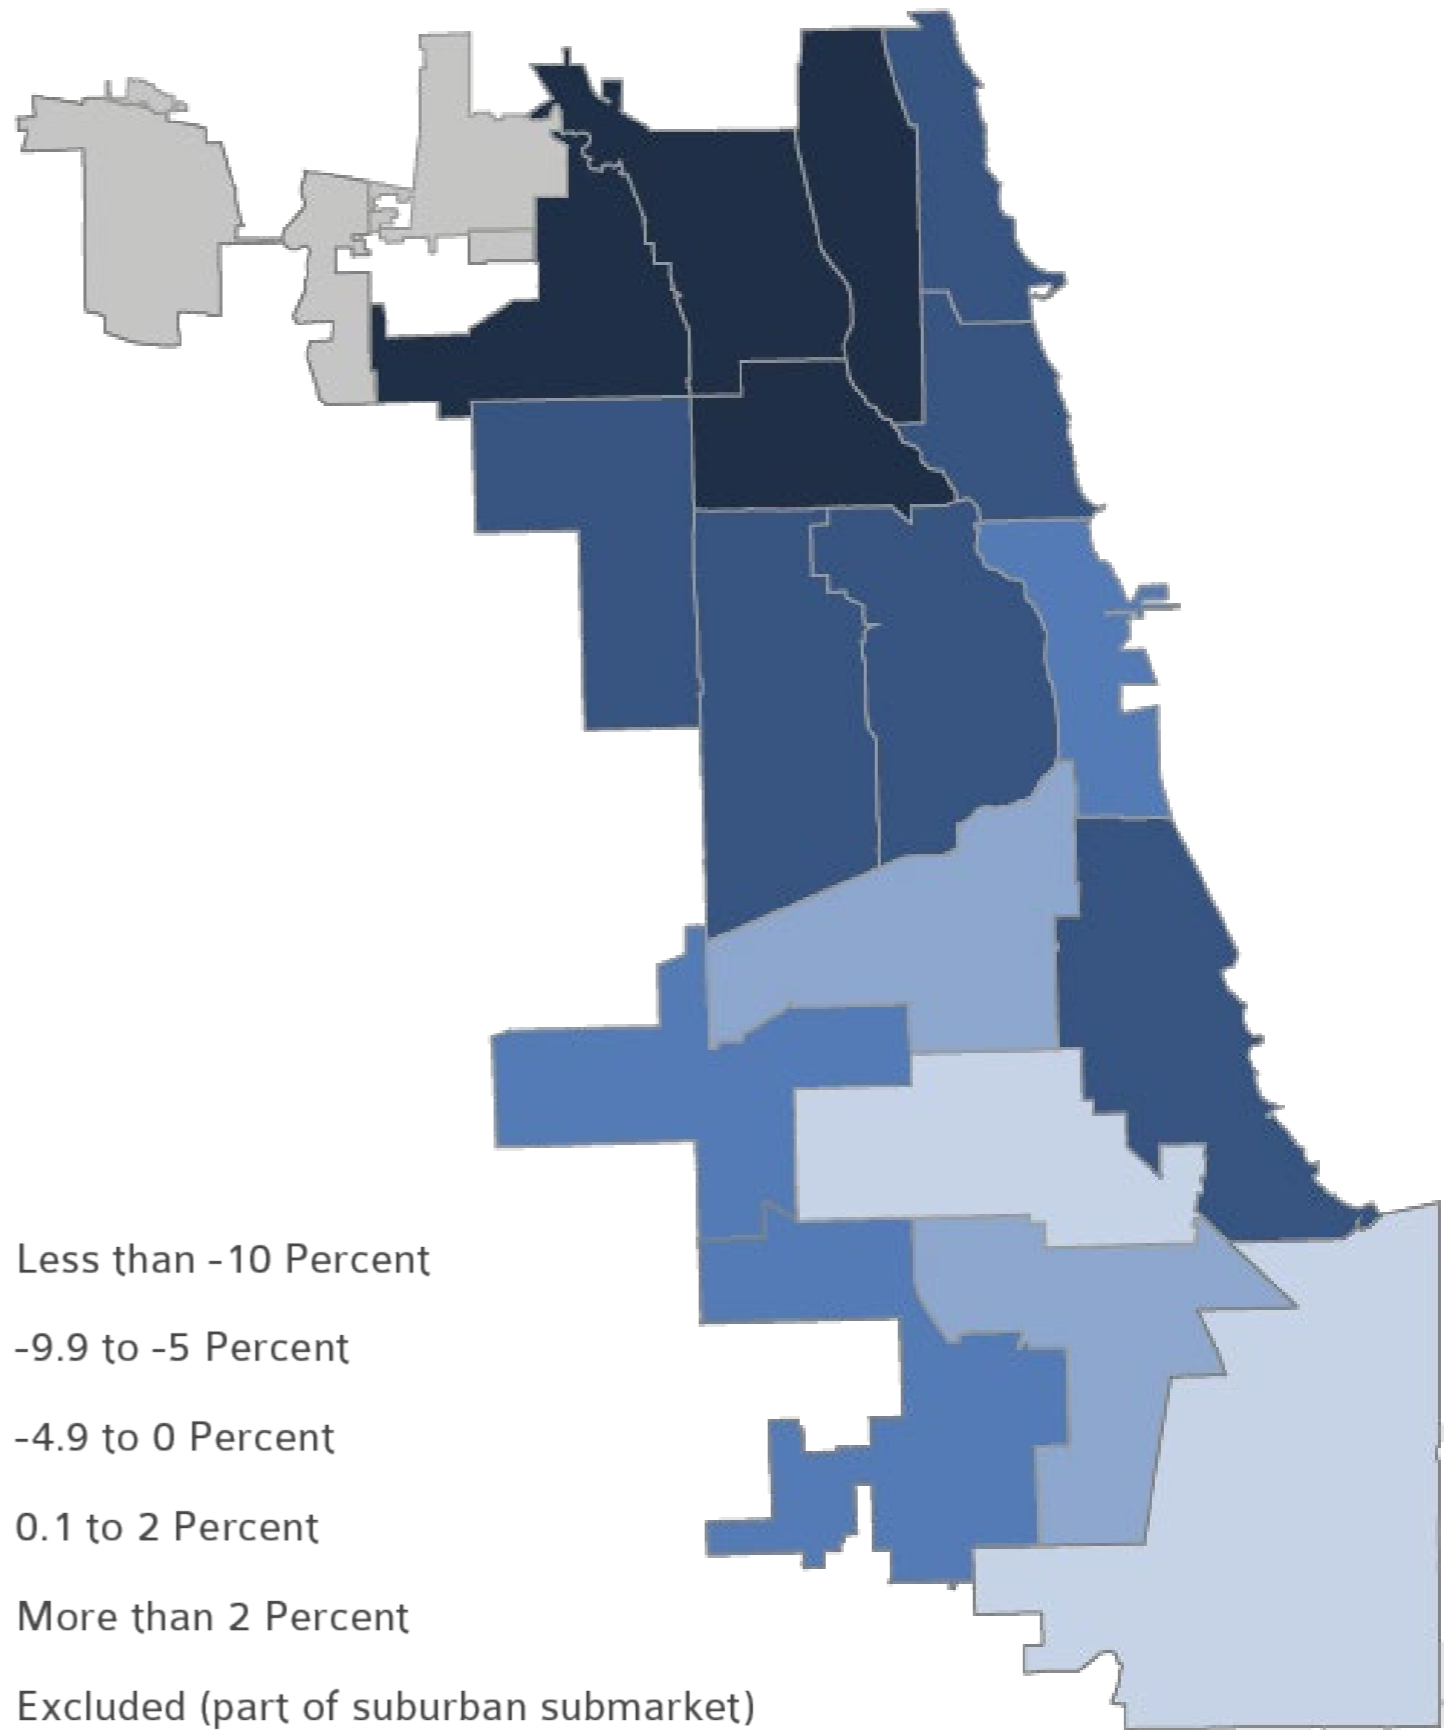 Less than -10 Percent
-9.9 to -5 Percent
-4.9 to 0 Percent
0.1 to 2 Percent
More than 2 Percent
Excluded (part of suburban submarket)